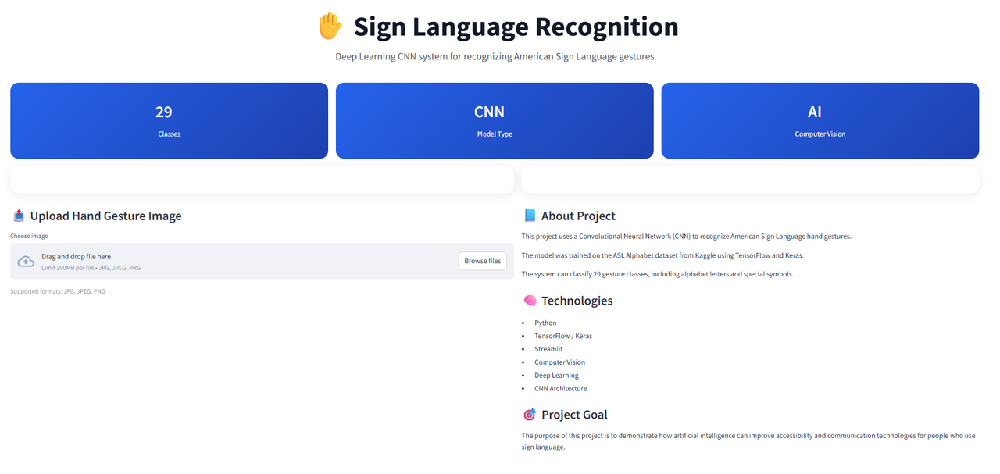 Sign Language Recognition
Deep Learning CNN system for recognizing American Sign Language gestures
29
Classes
CNN
Model Type
AI
Computer Vision
Upload Hand Gesture Image
Choose image
Drag and drop file here
Limit 200MB per file • JPG, JPEG, PNG
Browse files
Supported formats: JPG, JPEG, PNG
About Project
This project uses a Convolutional Neural Network (CNN) to recognize American Sign Language hand gestures.
The model was trained on the ASL Alphabet dataset from Kaggle using TensorFlow and Keras.
The system can classify 29 gesture classes, including alphabet letters and special symbols.
Technologies
• Python
• TensorFlow / Keras
• Streamlit
• Computer Vision
• Deep Learning
• CNN Architecture
Project Goal
The purpose of this project is to demonstrate how artificial intelligence can improve accessibility and communication technologies for people who use
sign language.